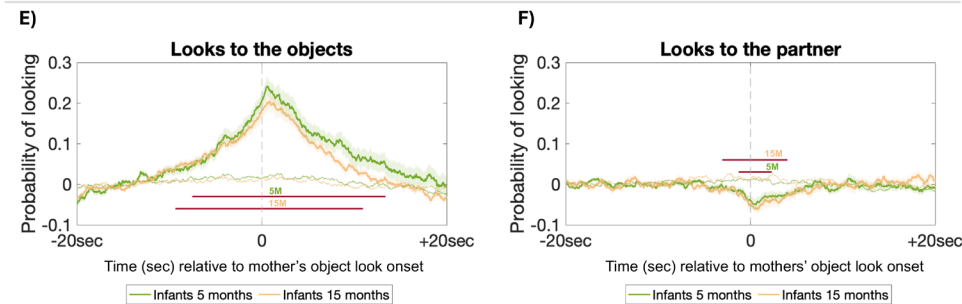 E)
Looks to the objects
Probability of looking
0.3
0.2
0.1
0
-0.1
5M
15M
-20sec
0
+20sec
Time (sec) relative to mother's object look onset
Infants 5 months
Infants 15 months
F)
Looks to the partner
Probability of looking
0.3
0.2
0.1
0
-0.1
15M
5M
-20sec
0
+20sec
Time (sec) relative to mothers' object look onset
Infants 5 months
Infants 15 months